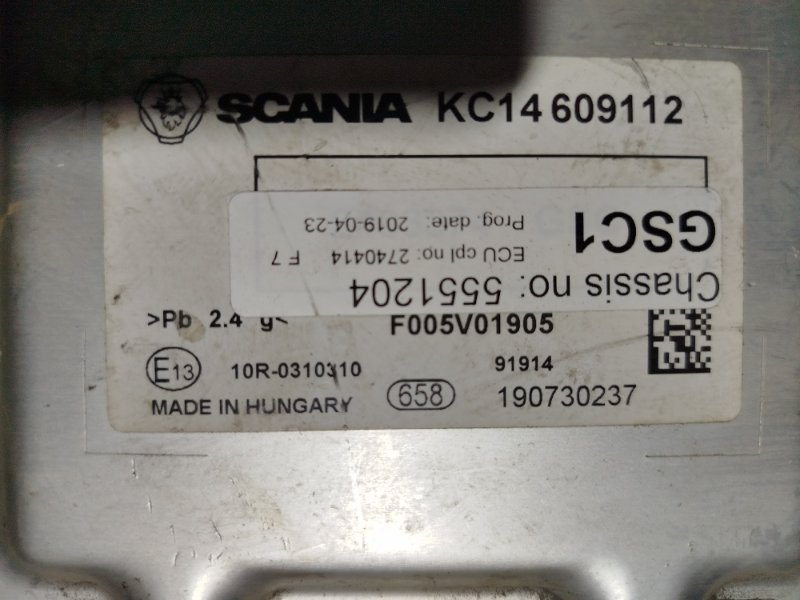 SCANIA KC14 609112
Chassis no: 5551204
GSC1
ECU cpl no: 2740414 F 7
Prog. date: 2019-04-23
>Pb 2.4 g<
F005V01905
E13
10R-0310310
91914
MADE IN HUNGARY
658
190730237